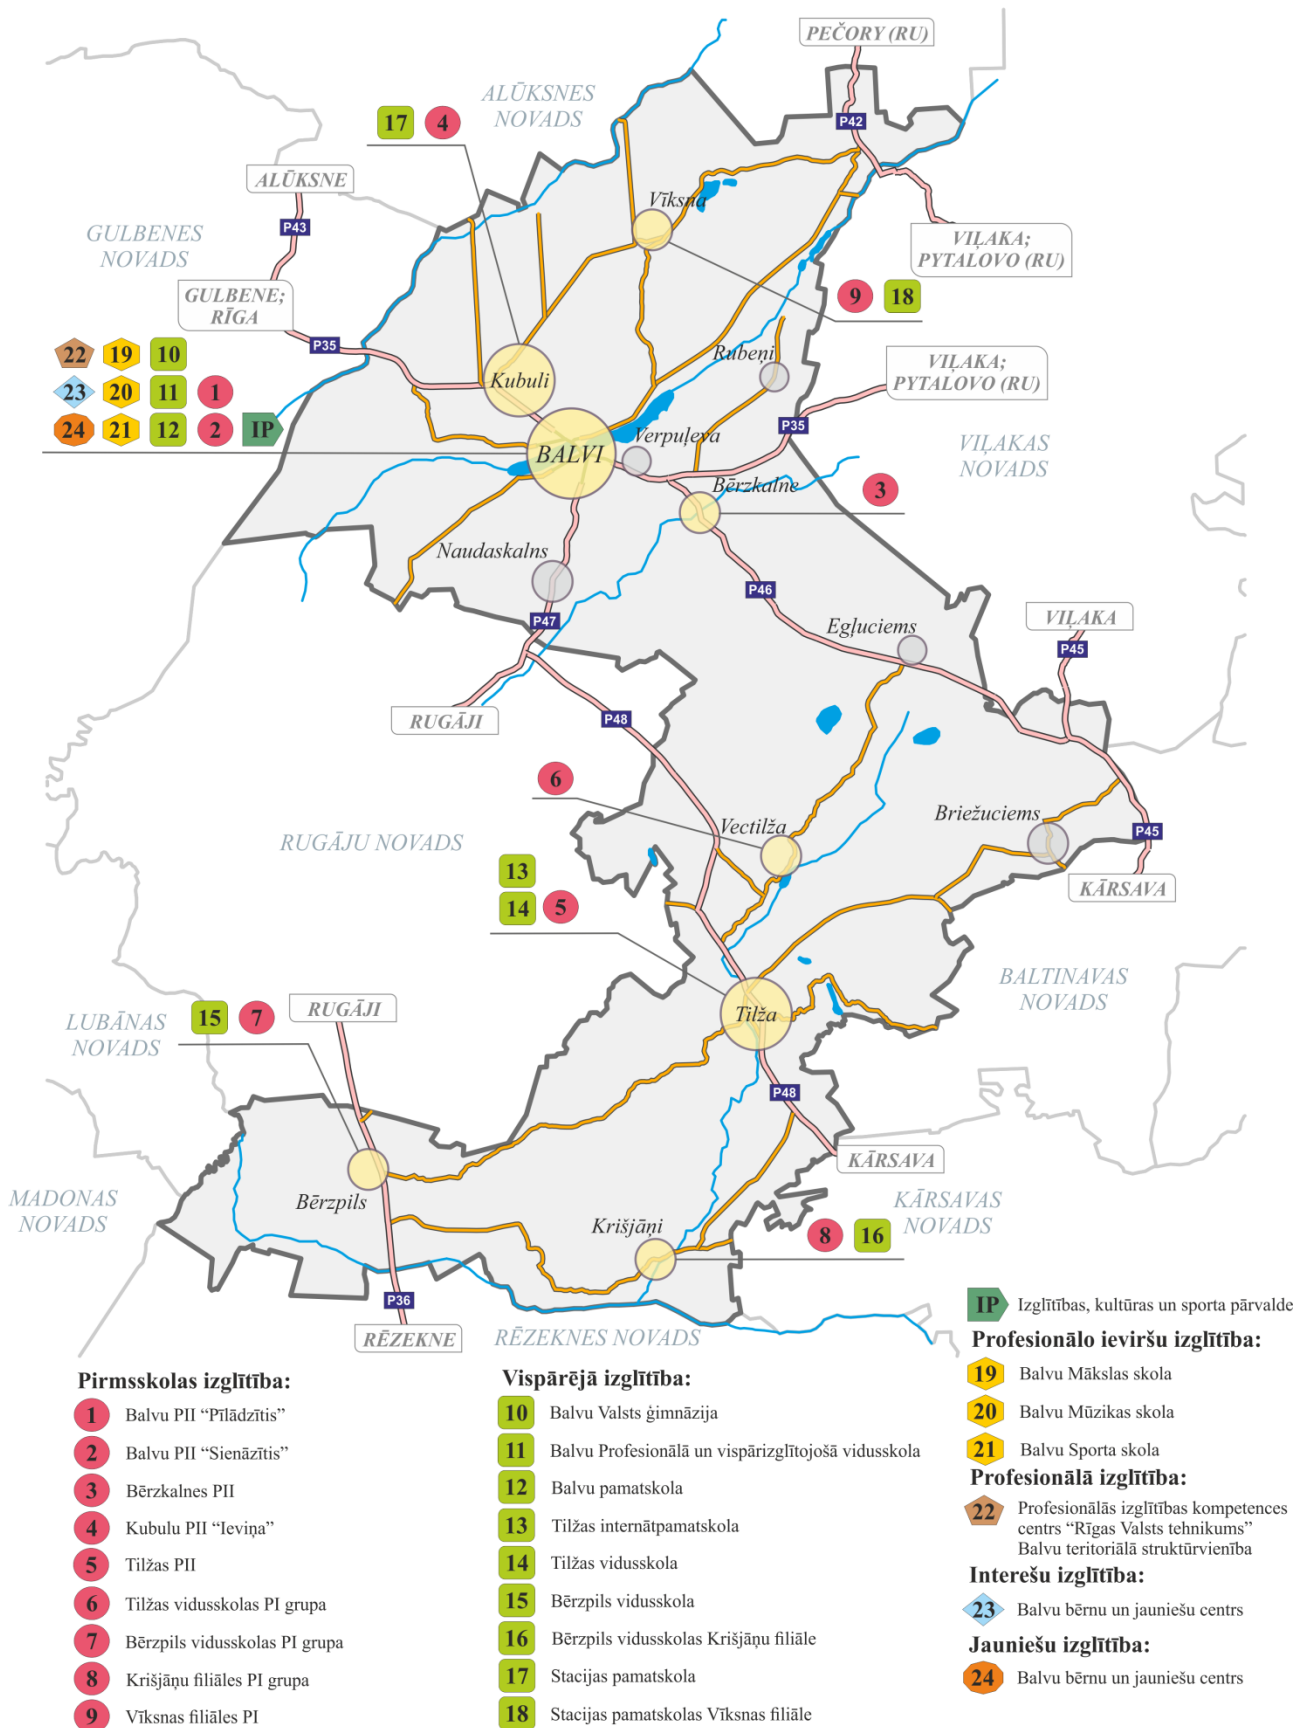 PEČORY (RU)
ALŪKSNES
NOVADS
17
4
P42
ALŪKSNE
P43
GULBENES
NOVADS
Vīksna
VIĻAKA;
PYTALOVO (RU)
GULBENE;
RĪGA
9
18
P35
22
19
10
23
20
11
1
24
21
12
2
IP
Kubuli
Rubeņi
VIĻAKA;
PYTALOVO (RU)
P35
BALVI
Verpuļeva
VIĻAKAS
NOVADS
Bērzkalne
3
Naudaskalns
P46
P47
Egļuciems
VIĻAKA
P45
RUGĀJI
P48
6
Vectilža
Briežuciems
P45
RUGĀJU NOVADS
13
14
5
KĀRSAVA
BALTINAVAS
NOVADS
RUGĀJI
LUBĀNAS
NOVADS
15
7
Tilža
P48
KĀRSAVA
Bērzpils
MADONAS
NOVADS
KĀRSAVAS
NOVADS
Krišjāņi
8
16
P36
RĒZEKNE
RĒZEKNES NOVADS
IP Izglītības, kultūras un sporta pārvalde
Pirmsskolas izglītība:
1 Balvu PII “Pīlādzītis”
2 Balvu PII “Sienāzītis”
3 Bērzkalnes PII
4 Kubulu PII “Ieviņa”
5 Tilžas PII
6 Tilžas vidusskolas PI grupa
7 Bērzpils vidusskolas PI grupa
8 Krišjāņu filiāles PI grupa
9 Vīksnas filiāles PI
Vispārējā izglītība:
10 Balvu Valsts ģimnāzija
11 Balvu Profesionālā un vispārizglītojošā vidusskola
12 Balvu pamatskola
13 Tilžas internātpamatskola
14 Tilžas vidusskola
15 Bērzpils vidusskola
16 Bērzpils vidusskolas Krišjāņu filiāle
17 Stacijas pamatskola
18 Stacijas pamatskolas Vīksnas filiāle
Profesionālo ieviršu izglītība:
19 Balvu Mākslas skola
20 Balvu Mūzikas skola
21 Balvu Sporta skola
Profesionālā izglītība:
22 Profesionālās izglītības kompetences
centrs “Rīgas Valsts tehnikums”
Balvu teritoriālā struktūrvienība
Interešu izglītība:
23 Balvu bērnu un jauniešu centrs
Jauniešu izglītība:
24 Balvu bērnu un jauniešu centrs